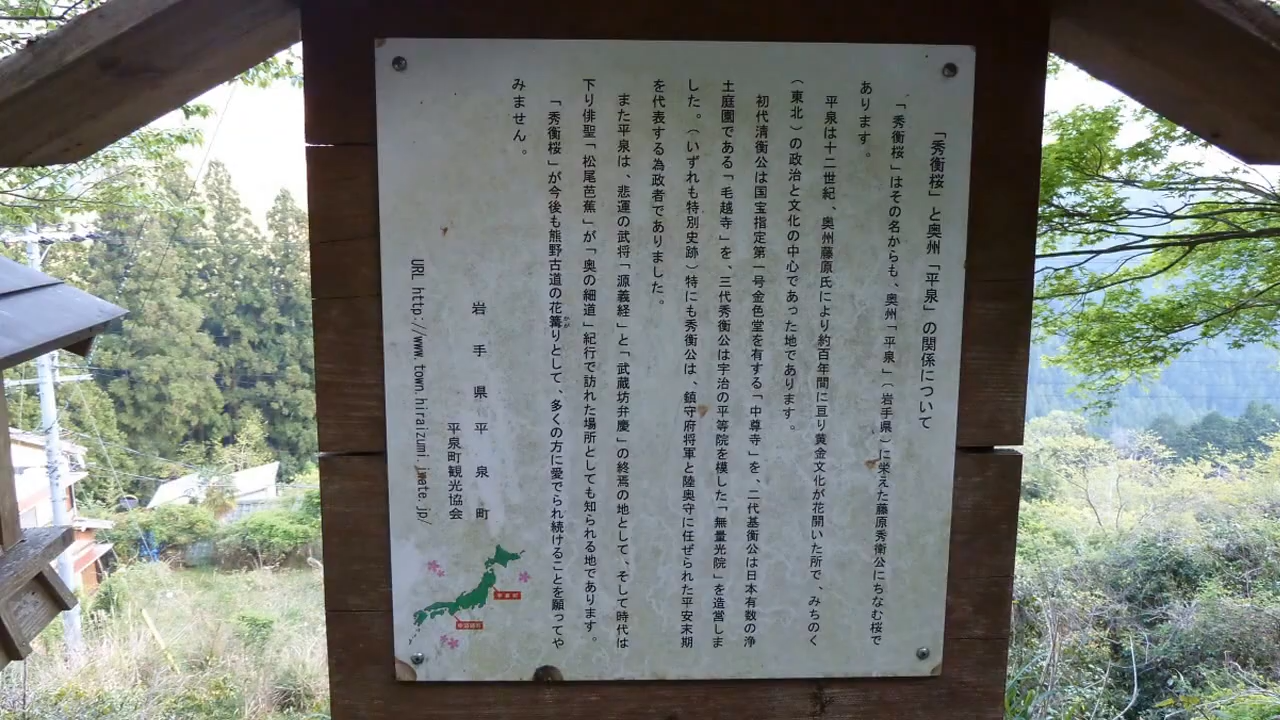 「秀衡桜」と奥州「平泉」の関係について
「秀衡桜」はその名からも、奥州「平泉」(岩手県)に栄えた藤原秀衡公にちなむ桜で
あります。
平泉は十二世紀、奥州藤原氏により約百年間に亘り黄金文化が花開いた所で、みちのく
(東北)の政治と文化の中心であった地であります。
初代清衡公は国宝指定第一号金色堂を有する「中尊寺」を、二代基衡公は日本有数の浄
土庭園である「毛越寺」を、三代秀衡公は宇治の平等院を模した「無量光院」を造営しま
した。(いずれも特別史跡)特にも秀衡公は、鎮守府将軍と陸奥守に任ぜられた平安末期
を代表する為政者でありました。
また平泉は、悲運の武将「源義経」と「武蔵坊弁慶」の終焉の地として、そして時代は
下り俳聖「松尾芭蕉」が「奥の細道」紀行で訪れた場所としても知られる地であります。
「秀衡桜」が今後も熊野古道の花篝りとして、多くの方に愛でられ続けることを願ってや
かが
みません。
岩手県平泉町
平泉町観光協会
URL http://www.town.hiraizumi.iwate.jp/